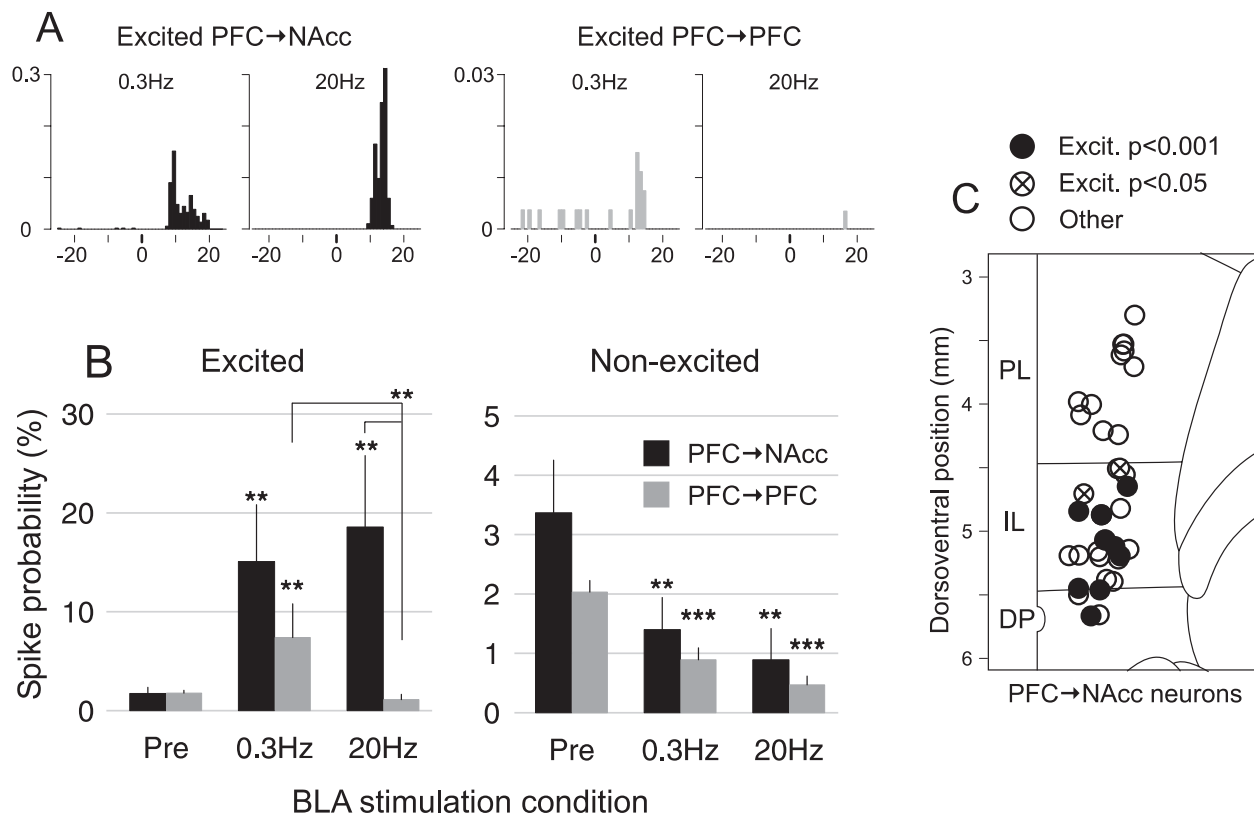 A
Excited PFC→NAcc
Excited PFC→PFC
0.3
0.3Hz
20Hz
0.03
0.3Hz
20Hz
0
0
-20 0 20
-20 0 20
-20 0 20
-20 0 20
B
Excited
Non-excited
Spike probability (%)
30
20
10
0
**
**
**
**
Pre 0.3Hz 20Hz
5
4
3
2
1
0
PFC→NAcc
PFC→PFC
**
***
**
***
Pre 0.3Hz 20Hz
BLA stimulation condition
C
Excit. p<0.001
Excit. p<0.05
Other
Dorsoventral position (mm)
3
4
5
6
PL
IL
DP
PFC→NAcc neurons